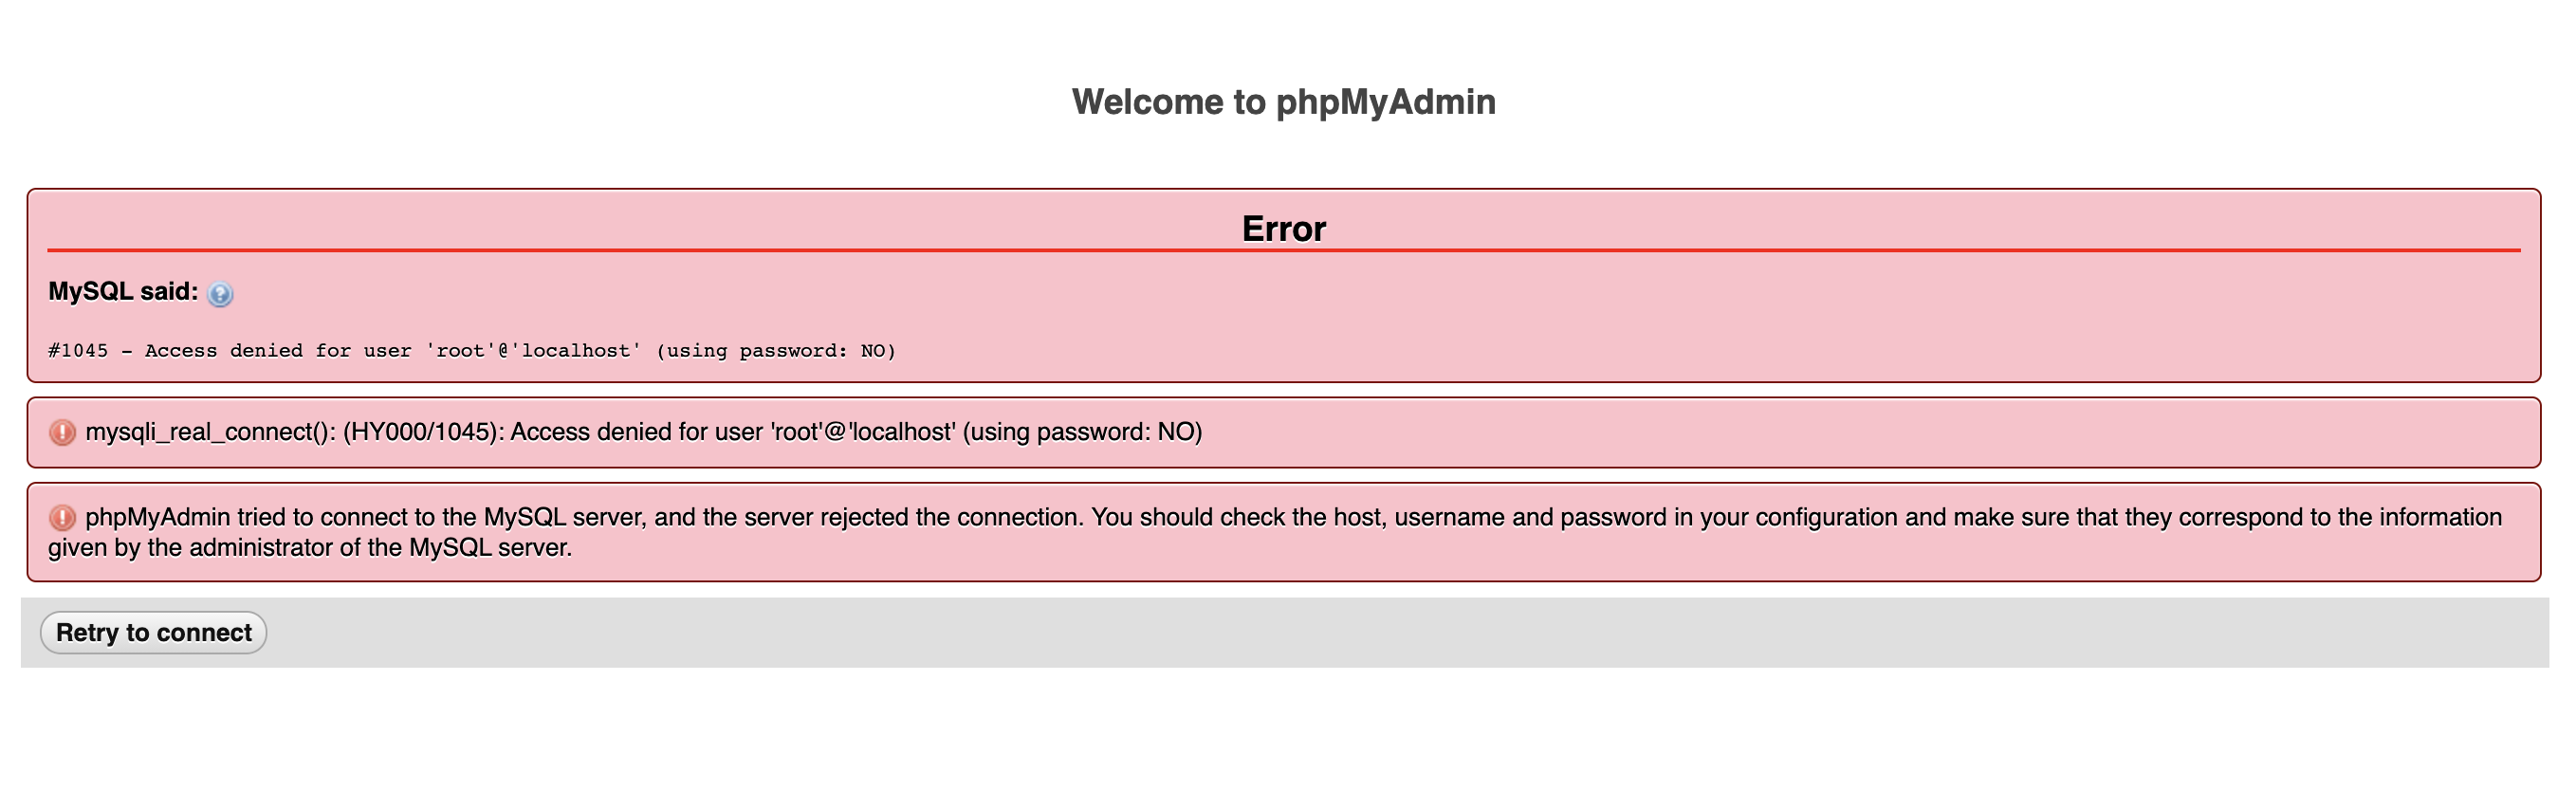 Welcome to phpMyAdmin
Error
MySQL said:
#1045 - Access denied for user 'root'@'localhost' (using password: NO)
mysqli_real_connect(): (HY000/1045): Access denied for user 'root'@'localhost' (using password: NO)
phpMyAdmin tried to connect to the MySQL server, and the server rejected the connection. You should check the host, username and password in your configuration and make sure that they correspond to the information
given by the administrator of the MySQL server.
Retry to connect